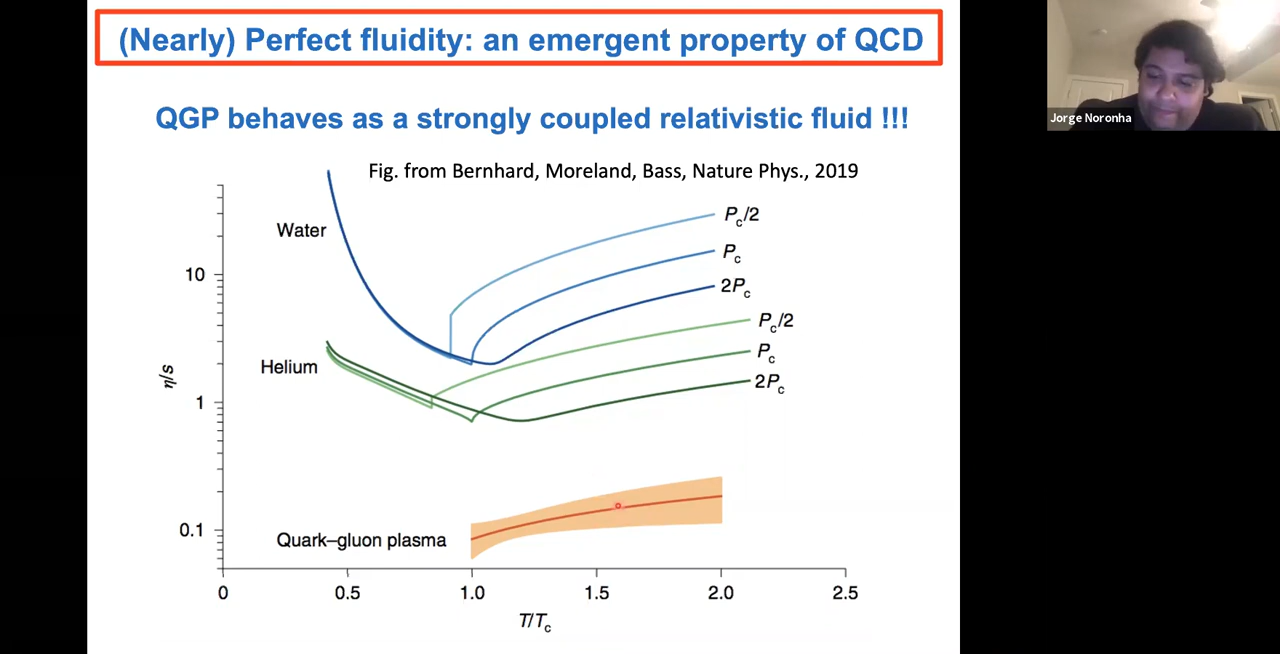 (Nearly) Perfect fluidity: an emergent property of QCD
Jorge Noronha
QGP behaves as a strongly coupled relativistic fluid !!!
Fig. from Bernhard, Moreland, Bass, Nature Phys., 2019
Water
Pc/2
Pc
2Pc
Helium
Pc/2
Pc
2Pc
Quark–gluon plasma
η/s
10
1
0.1
0 0.5 1.0 1.5 2.0 2.5
T/Tc